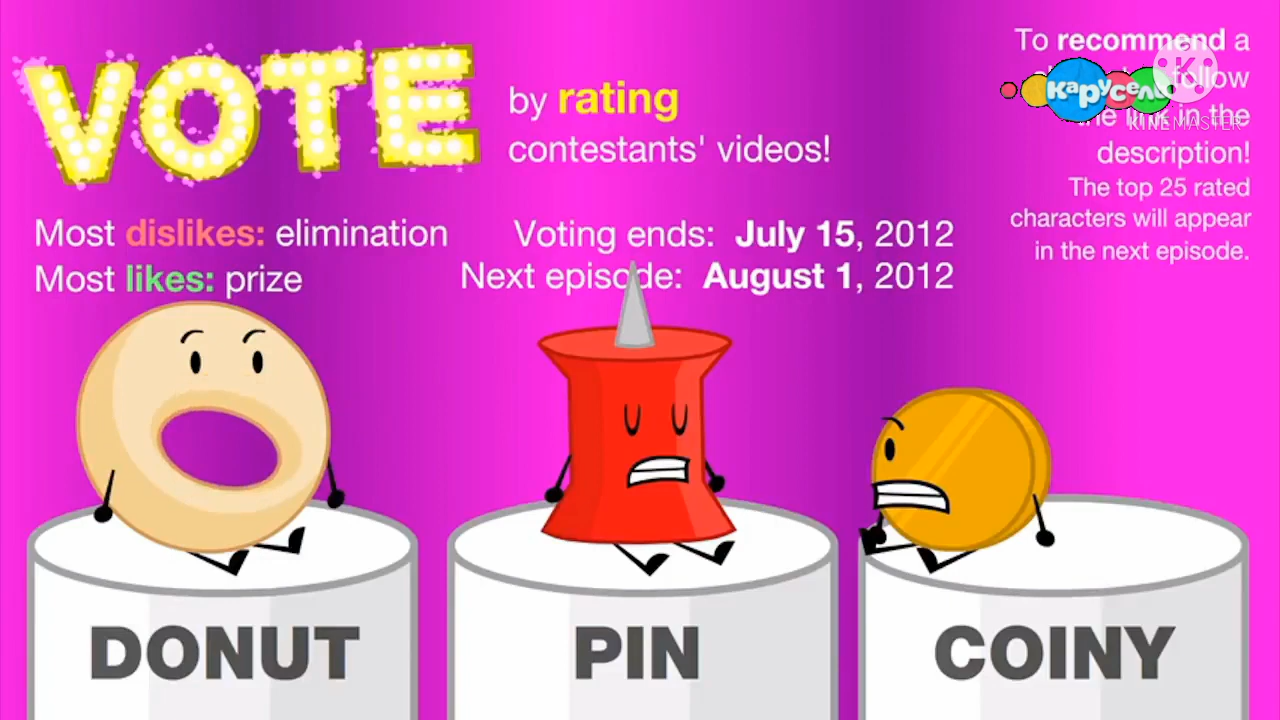 VOTE
by rating
contestants' videos!
Most dislikes: elimination
Most likes: prize
Voting ends: July 15, 2012
Next episode: August 1, 2012
To recommend a
follow
the link in the
description!
The top 25 rated
characters will appear
in the next episode.
Карусель
KINEMASTER
DONUT
PIN
COINY